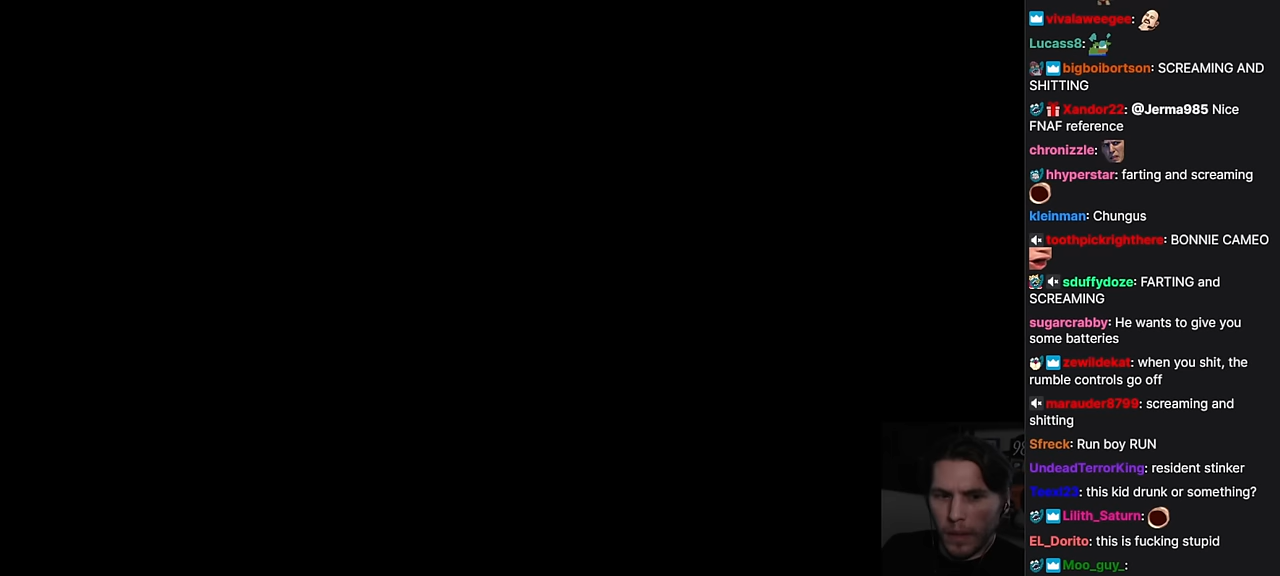 vivalaweegee:
Lucass8:
bigboibortson: SCREAMING AND
SHITTING
Xandor22: @Jerma985 Nice
FNAF reference
chronizzle:
hhyperstar: farting and screaming
kleinman: Chungus
toothpickrighthere: BONNIE CAMEO
sduffydoze: FARTING and
SCREAMING
sugarcrabby: He wants to give you
some batteries
zewildekat: when you shit, the
rumble controls go off
marauder8799: screaming and
shitting
Sfreck: Run boy RUN
UndeadTerrorKing: resident stinker
: this kid drunk or something?
Lilith_Saturn:
EL_Dorito: this is fucking stupid
Moo_guy_: